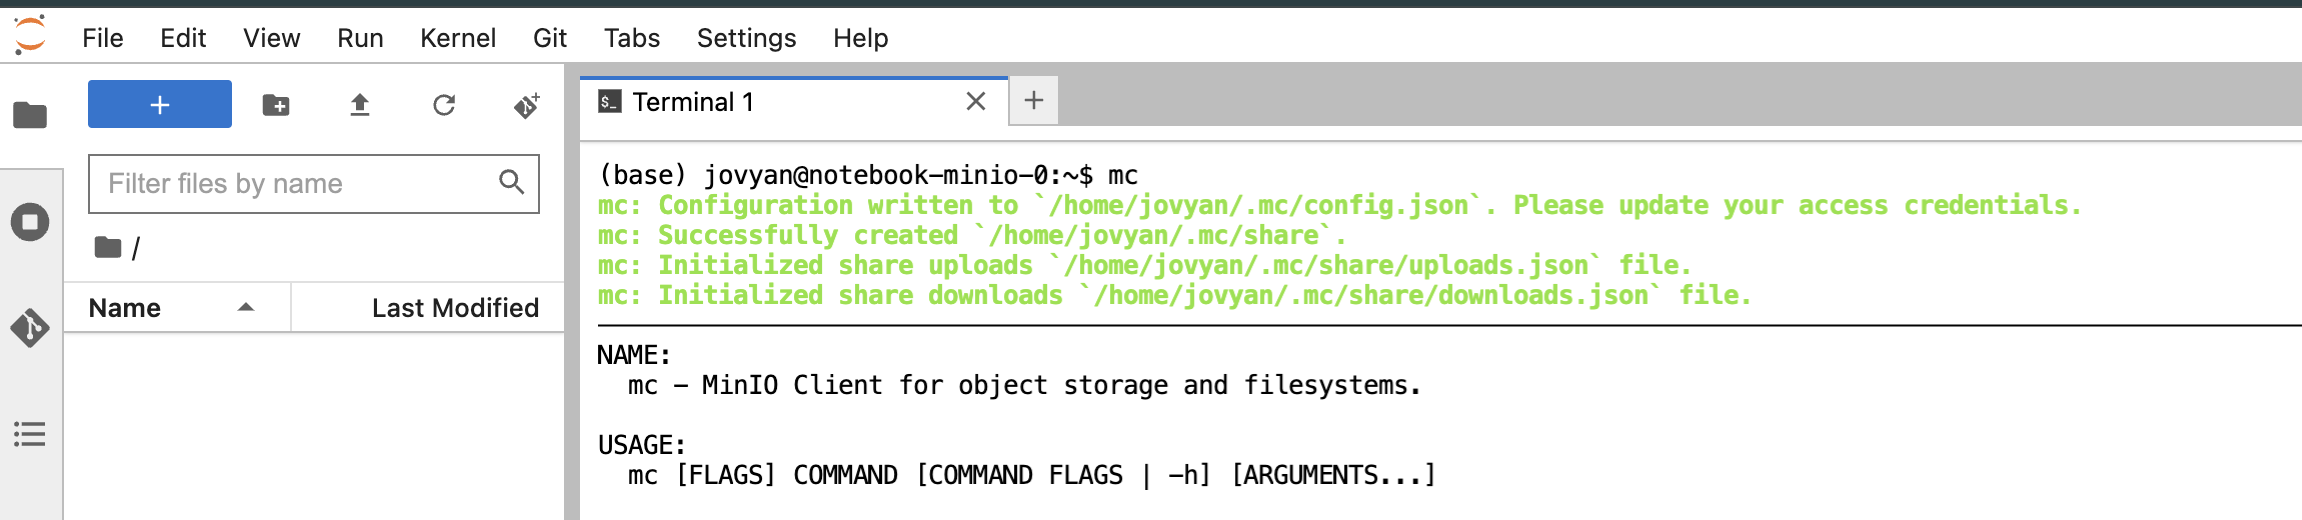 File Edit View Run Kernel Git Tabs Settings Help
+
Filter files by name
/
Name Last Modified
$_ Terminal 1
(base) jovyan@notebook-minio-0:~$ mc
mc: Configuration written to `/home/jovyan/.mc/config.json`. Please update your access credentials.
mc: Successfully created `/home/jovyan/.mc/share`.
mc: Initialized share uploads `/home/jovyan/.mc/share/uploads.json` file.
mc: Initialized share downloads `/home/jovyan/.mc/share/downloads.json` file.
NAME:
mc - MinIO Client for object storage and filesystems.
USAGE:
mc [FLAGS] COMMAND [COMMAND FLAGS | -h] [ARGUMENTS...]